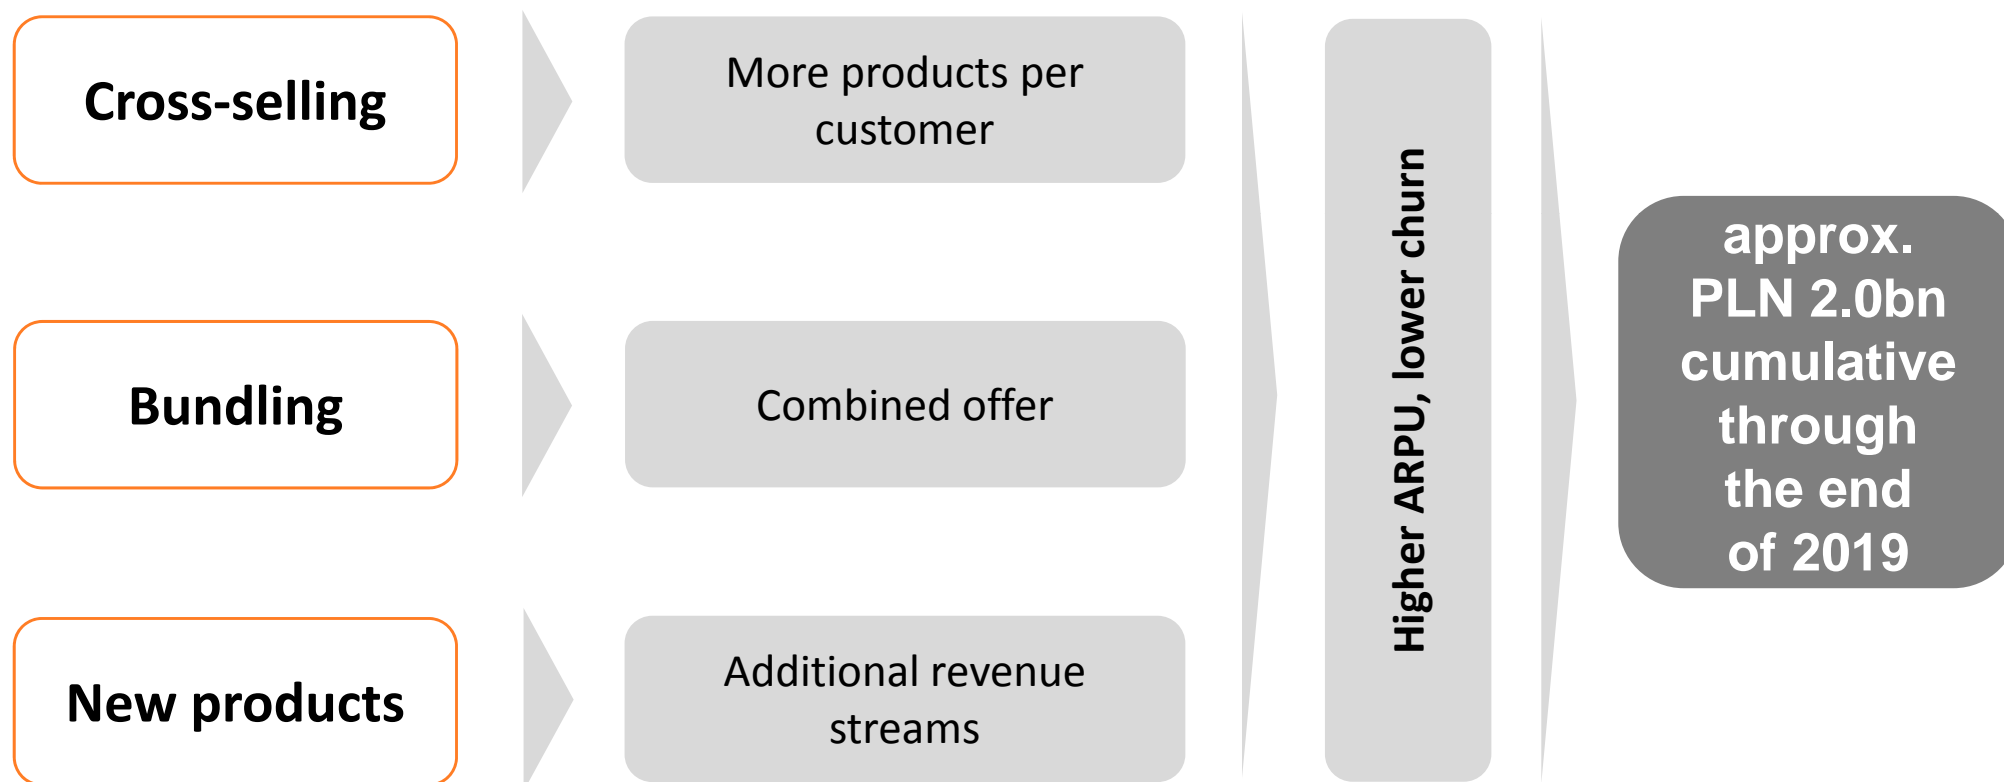 Cross-selling
More products per
customer
Bundling
Combined offer
New products
Additional revenue
streams
Higher ARPU, lower churn
approx.
PLN 2.0bn
cumulative
through
the end
of 2019